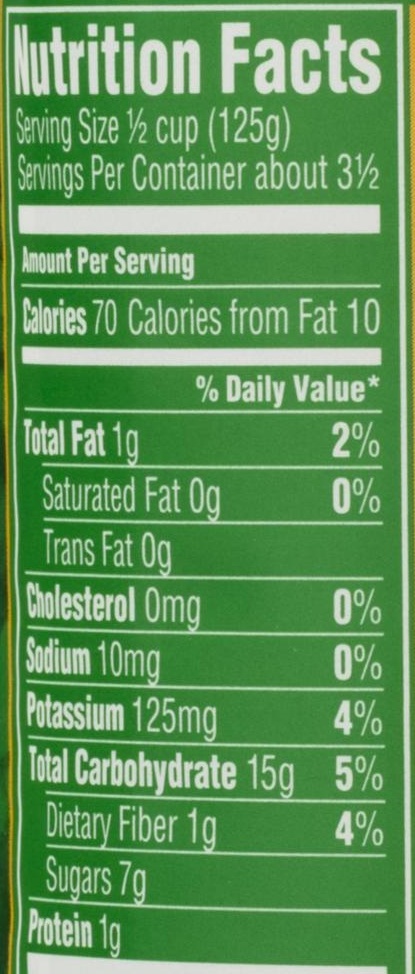 Nutrition Facts
Serving Size ½ cup (125g)
Servings Per Container about 3½
Amount Per Serving
Calories 70 Calories from Fat 10
% Daily Value*
Total Fat 1g 2%
Saturated Fat 0g 0%
Trans Fat 0g
Cholesterol 0mg 0%
Sodium 10mg 0%
Potassium 125mg 4%
Total Carbohydrate 15g 5%
Dietary Fiber 1g 4%
Sugars 7g
Protein 1g